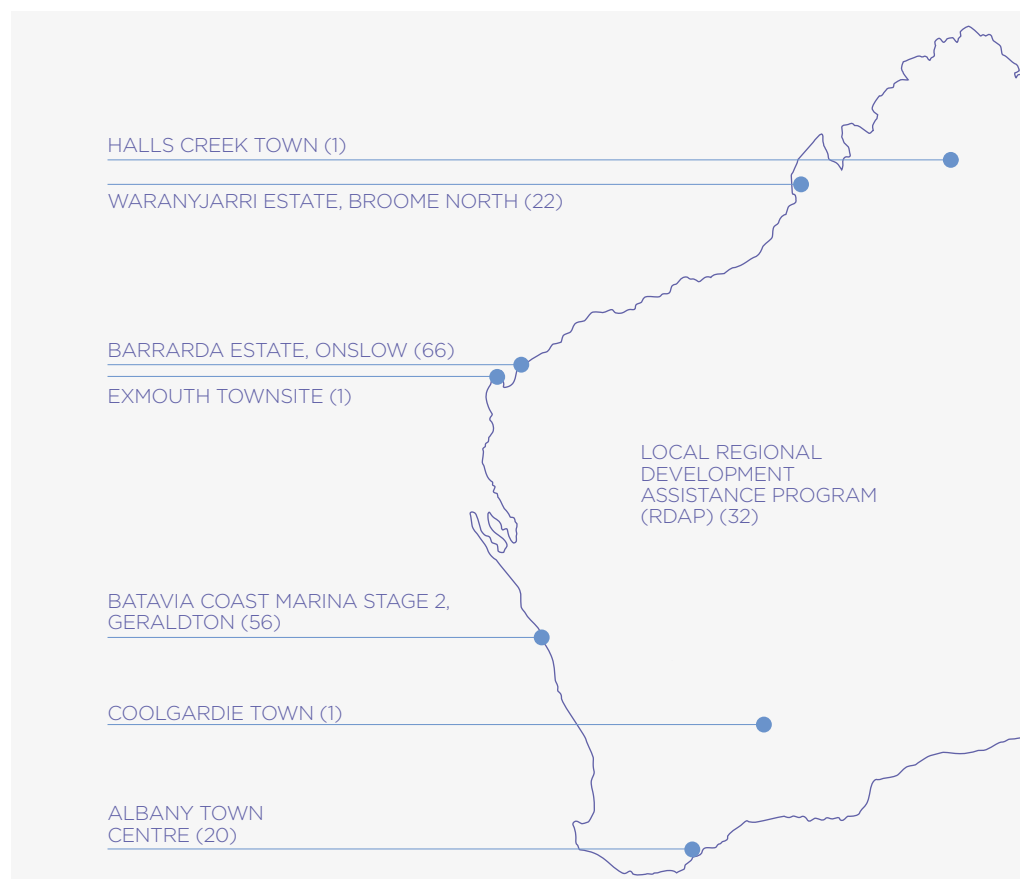 HALLS CREEK TOWN (1)
WARANYJARRI ESTATE, BROOME NORTH (22)
BARRARDA ESTATE, ONSLOW (66)
EXMOUTH TOWNSITE (1)
LOCAL REGIONAL
DEVELOPMENT
ASSISTANCE PROGRAM
(RDAP) (32)
BATAVIA COAST MARINA STAGE 2,
GERALDTON (56)
COOLGARDIE TOWN (1)
ALBANY TOWN
CENTRE (20)